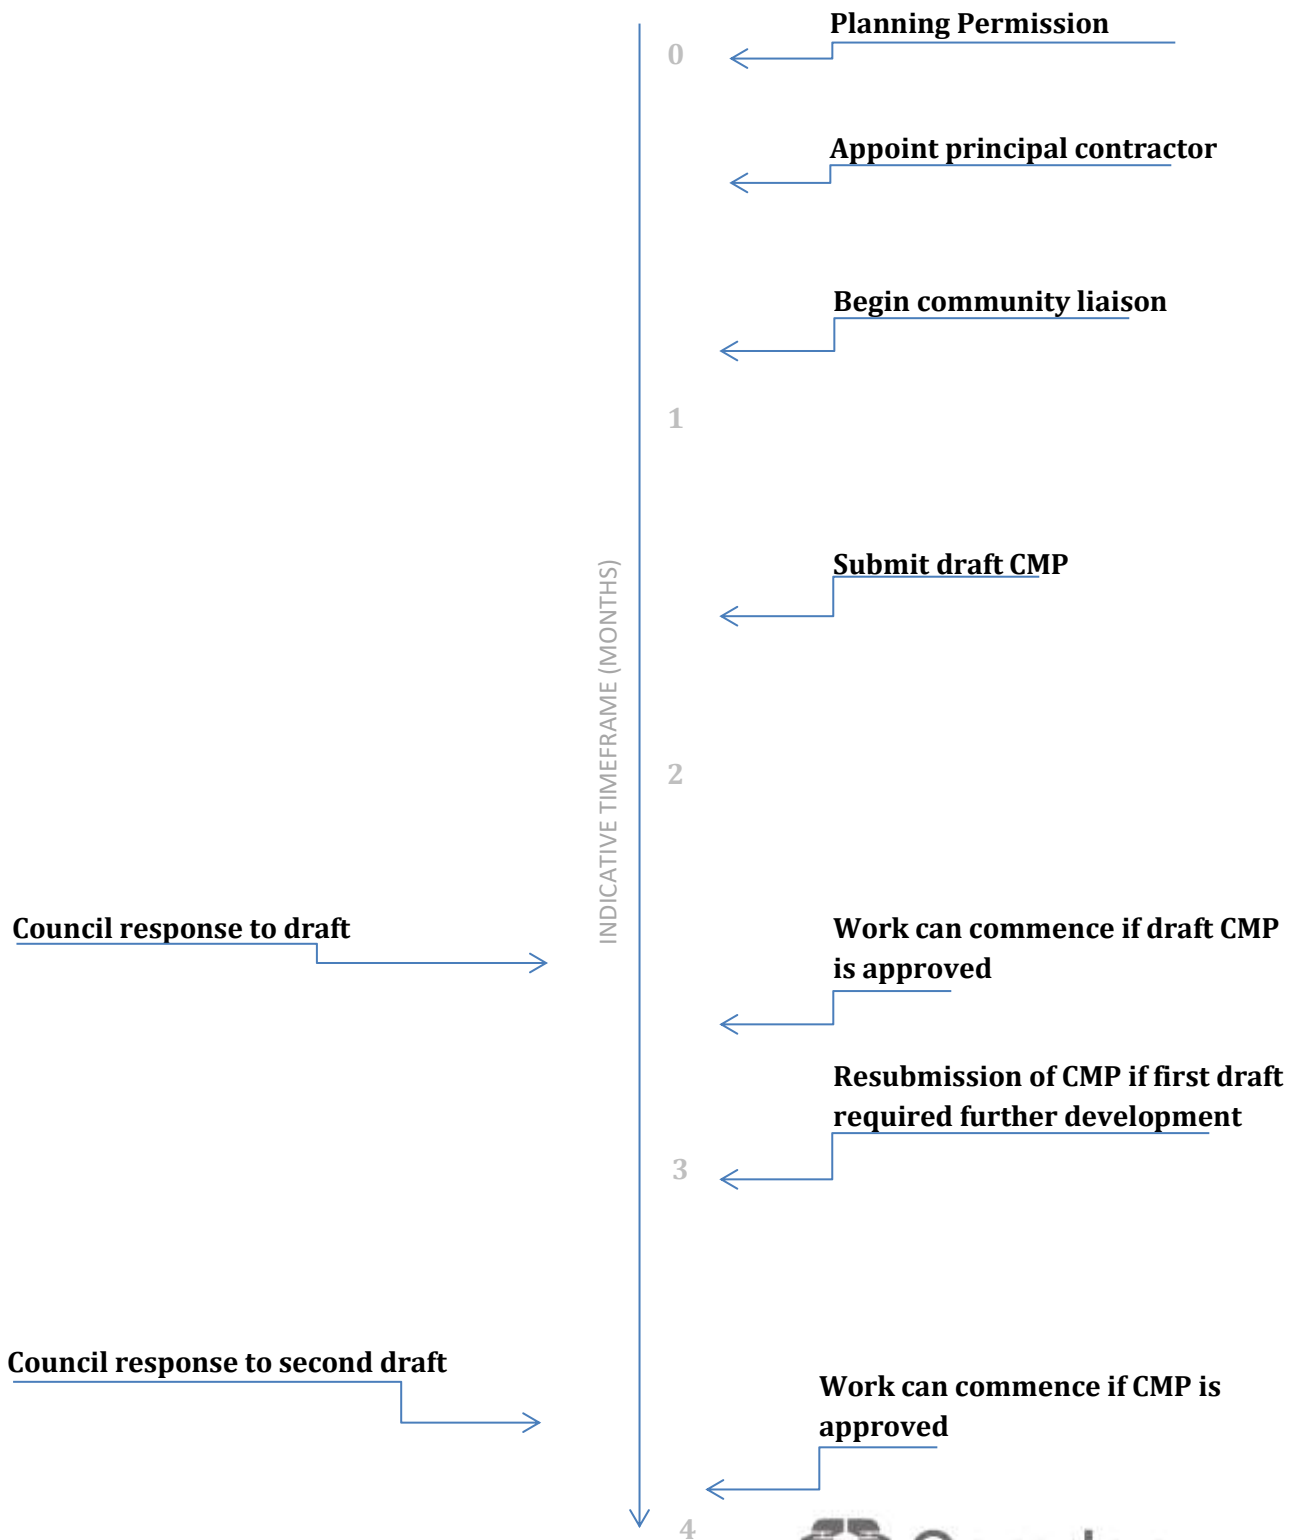 Planning Permission
0
Appoint principal contractor
Begin community liaison
1
Submit draft CMP
INDICATIVE TIMEFRAME (MONTHS)
2
Council response to draft
Work can commence if draft CMP
is approved
Resubmission of CMP if first draft
required further development
3
Council response to second draft
Work can commence if CMP is
approved
4